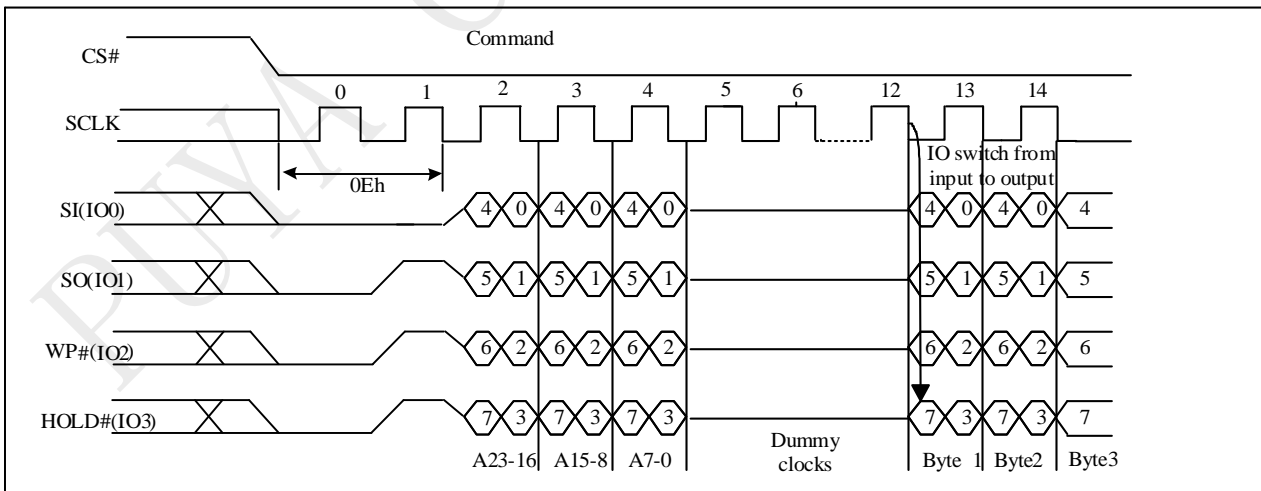 Command
CS#
0 1 2 3 4 5 6 12 13 14
SCLK
IO switch from
input to output
0Eh
SI(IO0) 4 0 4 0 4 0 4 0 4 0 4
SO(IO1) 5 1 5 1 5 1 5 1 5 1 5
WP#(IO2) 6 2 6 2 6 2 6 2 6 2 6
HOLD#(IO3) 7 3 7 3 7 3 7 3 7 3 7
Dummy
clocks
A23-16 A15-8 A7-0 Byte 1 Byte2 Byte3
PUYA